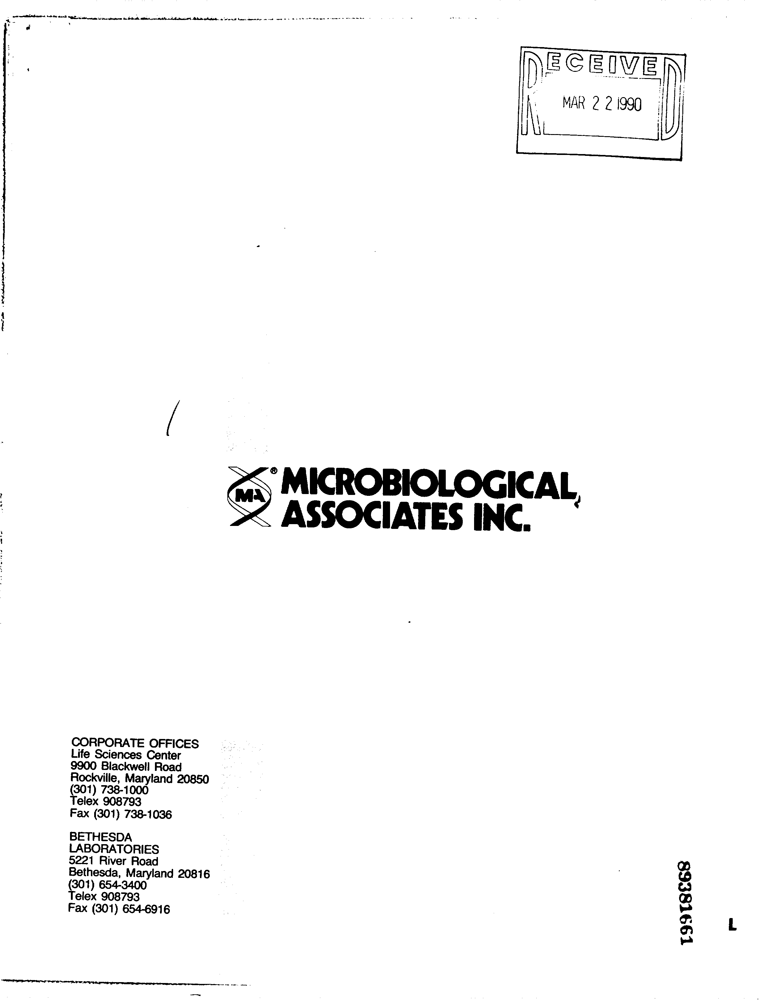 RECEIVED
MAR 22 1990
MA®
MICROBIOLOGICAL
ASSOCIATES INC.
CORPORATE OFFICES
Life Sciences Center
9900 Blackwell Road
Rockville, Maryland 20850
(301) 738-1000
Telex 908793
Fax (301) 738-1036
BETHESDA
LABORATORIES
5221 River Road
Bethesda, Maryland 20816
(301) 654-3400
Telex 908793
Fax (301) 654-6916
89381661
L